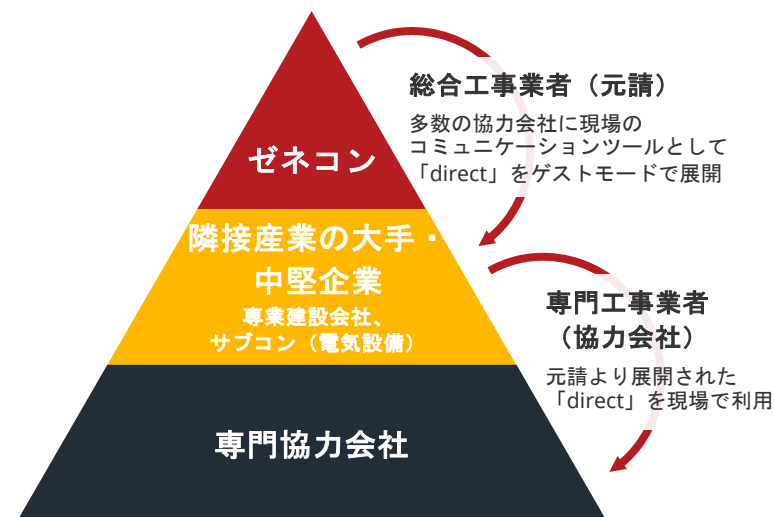 ゼネコン
隣接産業の大手・
中堅企業
専業建設会社、
サブコン（電気設備）
専門協力会社
総合工事業者（元請）
多数の協力会社に現場の
コミュニケーションツールとして
「direct」をゲストモードで展開
専門工事業者
（協力会社）
元請より展開された
「direct」を現場で利用